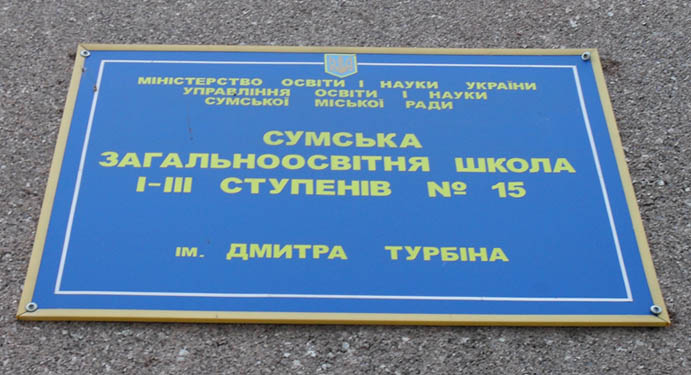 МІНІСТЕРСТВО ОСВІТИ І НАУКИ УКРАЇНИ
УПРАВЛІННЯ ОСВІТИ І НАУКИ
СУМСЬКОЇ МІСЬКОЇ РАДИ
СУМСЬКА
ЗАГАЛЬНООСВІТНЯ ШКОЛА
І-ІІІ СТУПЕНІВ № 15
ІМ. ДМИТРА ТУРБІНА